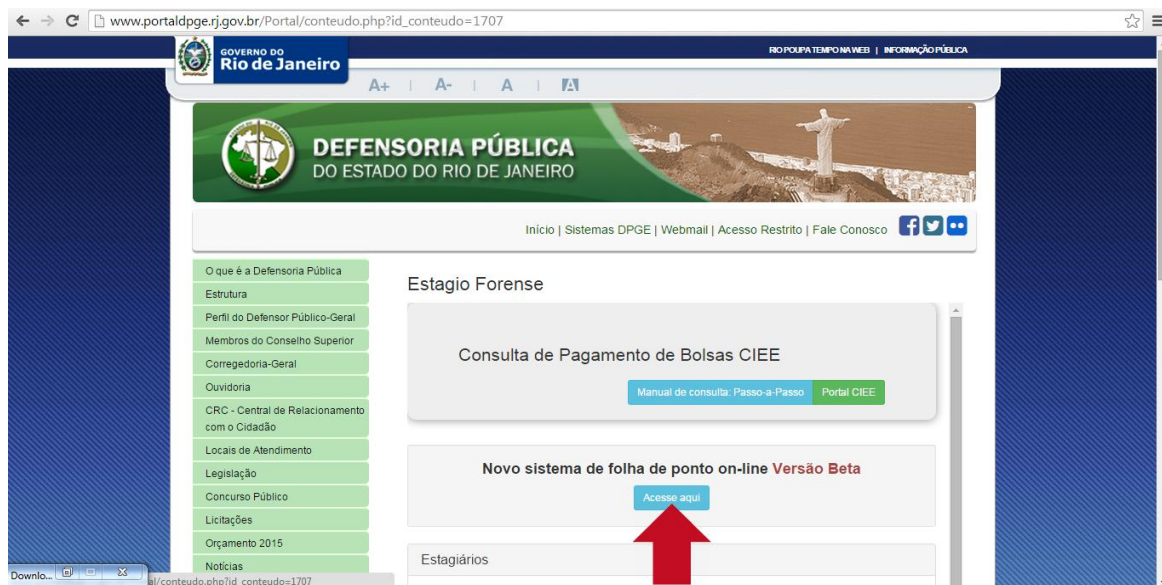 www.portaldpge.rj.gov.br/Portal/conteudo.php?id_conteudo=1707
GOVERNO DO
Rio de Janeiro
RIO POUPA TEMPO NA WEB | INFORMAÇÃO PÚBLICA
A+ | A- | A | A
DEFENSORIA PÚBLICA
DO ESTADO DO RIO DE JANEIRO
Início | Sistemas DPGE | Webmail | Acesso Restrito | Fale Conosco
O que é a Defensoria Pública
Estrutura
Perfil do Defensor Público-Geral
Membros do Conselho Superior
Corregedoria-Geral
Ouvidoria
CRC - Central de Relacionamento
com o Cidadão
Locais de Atendimento
Legislação
Concurso Público
Licitações
Orçamento 2015
Notícias
Estagio Forense
Consulta de Pagamento de Bolsas CIEE
Manual de consulta: Passo-a-Passo Portal CIEE
Novo sistema de folha de ponto on-line Versão Beta
Acesse aqui
Estagiários
Downlo...
al/conteudo.php?id_conteudo=1707